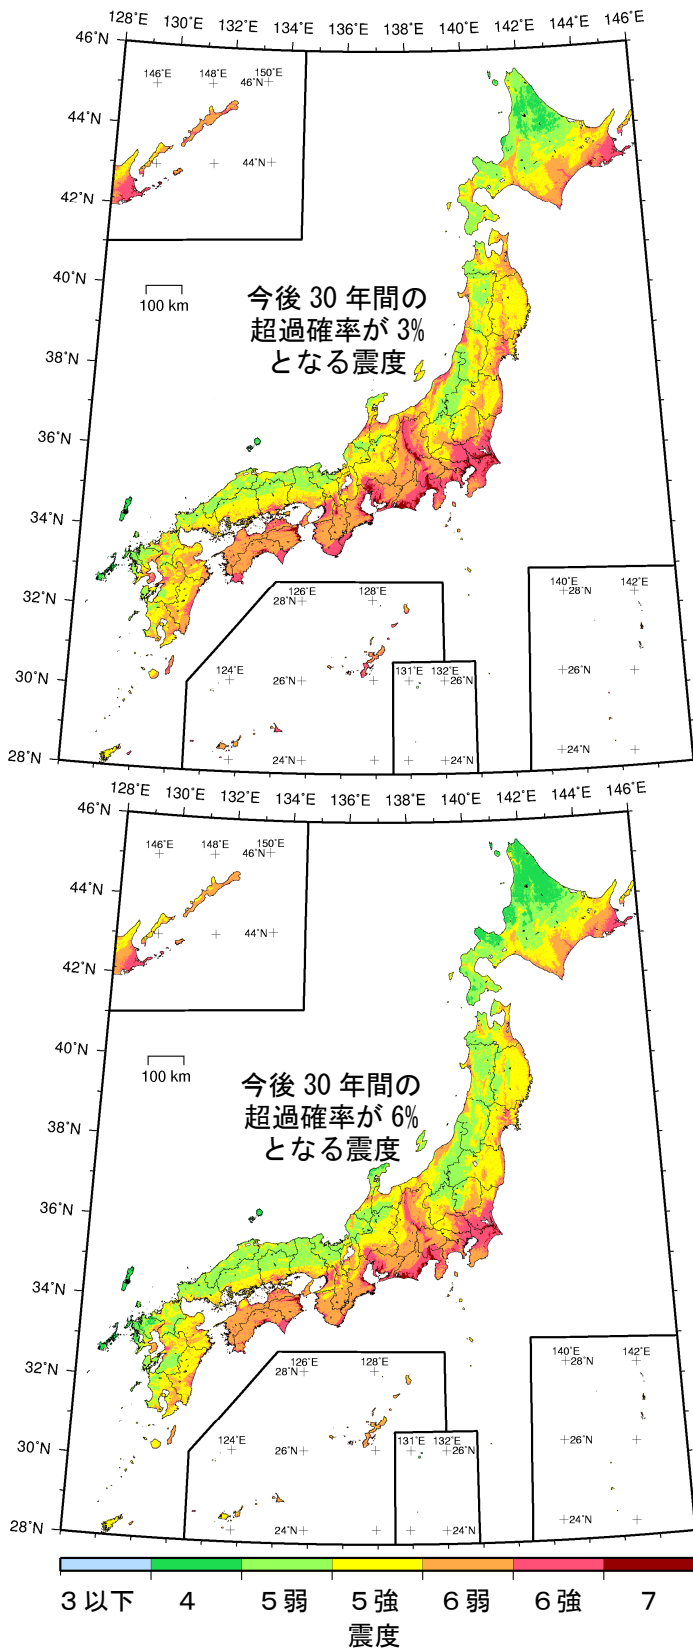 128°E 130°E 132°E 134°E 136°E 138°E 140°E 142°E 144°E 146°E
46°N
146°E 148°E 150°E
46°N
44°N
44°N
42°N
40°N
100 km
今後 30 年間の
超過確率が 3%
となる震度
38°N
36°N
34°N
32°N
126°E 128°E
28°N
140°E 142°E
28°N
124°E
26°N
131°E 132°E
26°N
26°N
30°N
24°N
24°N
24°N
28°N
128°E 130°E 132°E 134°E 136°E 138°E 140°E 142°E 144°E 146°E
46°N
146°E 148°E 150°E
46°N
44°N
44°N
42°N
40°N
100 km
今後 30 年間の
超過確率が 6%
となる震度
38°N
36°N
34°N
32°N
126°E 128°E
28°N
140°E 142°E
28°N
124°E
26°N
131°E 132°E
26°N
26°N
30°N
24°N
24°N
24°N
28°N
3以下 4 5弱 5強 6弱 6強 7
震度